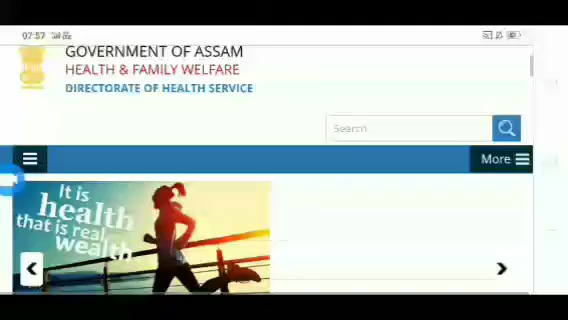 07:57
GOVERNMENT OF ASSAM
HEALTH & FAMILY WELFARE
DIRECTORATE OF HEALTH SERVICE
Search
More
It is
health
that is real
wealth